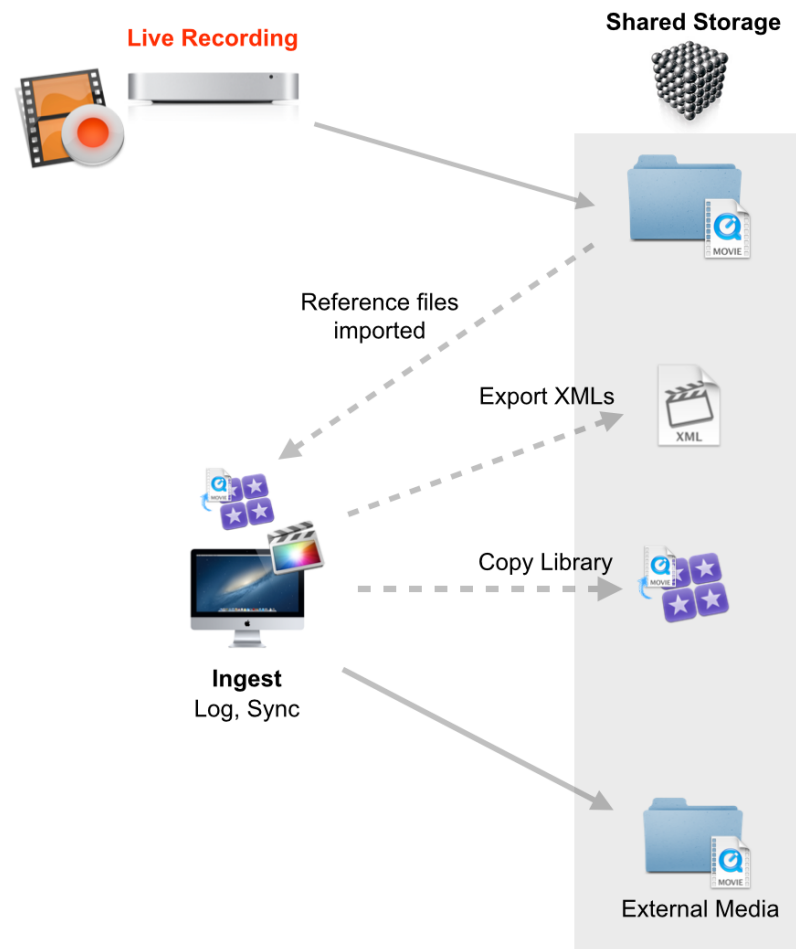 Live Recording
Shared Storage
MOVIE
Reference files
imported
Export XMLs
XML
MOVIE
Copy Library
MOVIE
Ingest
Log, Sync
MOVIE
External Media